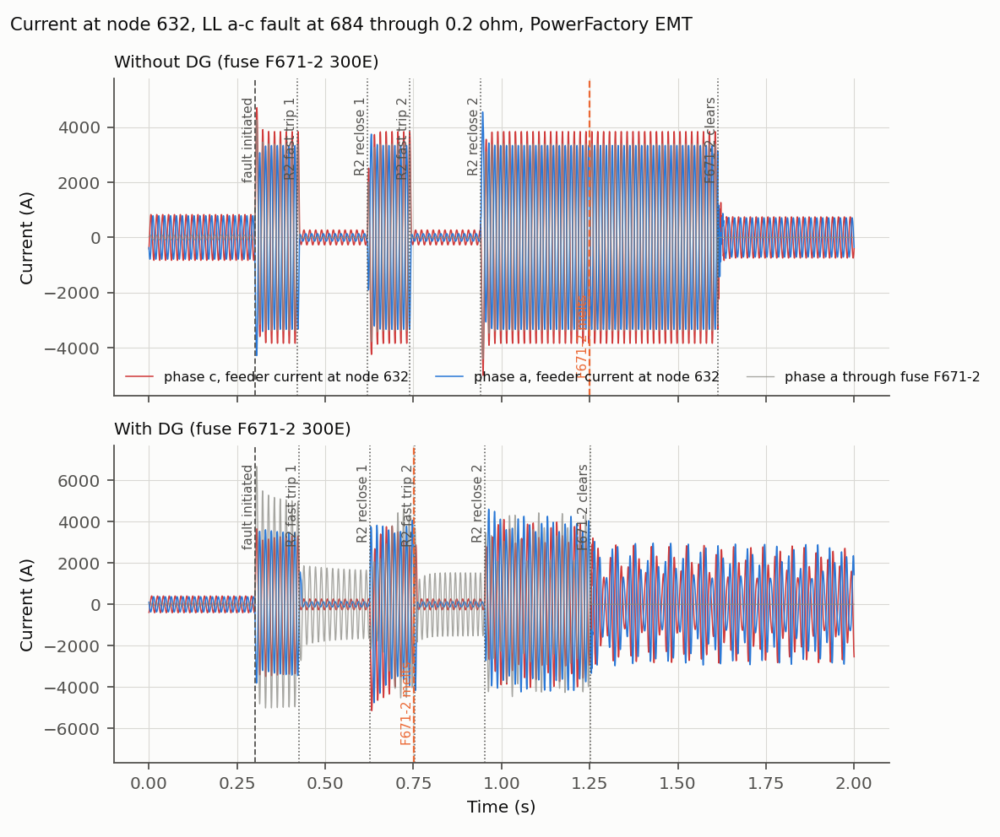 Current at node 632, LL a-c fault at 684 through 0.2 ohm, PowerFactory EMT
Without DG (fuse F671-2 300E)
Current (A)
4000
2000
0
−2000
−4000
fault initiated
R2 fast trip 1
R2 reclose 1
R2 fast trip 2
R2 reclose 2
F671-2 melts
F671-2 clears
phase c, feeder current at node 632
phase a, feeder current at node 632
phase a through fuse F671-2
With DG (fuse F671-2 300E)
Current (A)
6000
4000
2000
0
−2000
−4000
−6000
fault initiated
R2 fast trip 1
R2 reclose 1
R2 fast trip 2
F671-2 melts
R2 reclose 2
F671-2 clears
0.00
0.25
0.50
0.75
1.00
1.25
1.50
1.75
2.00
Time (s)